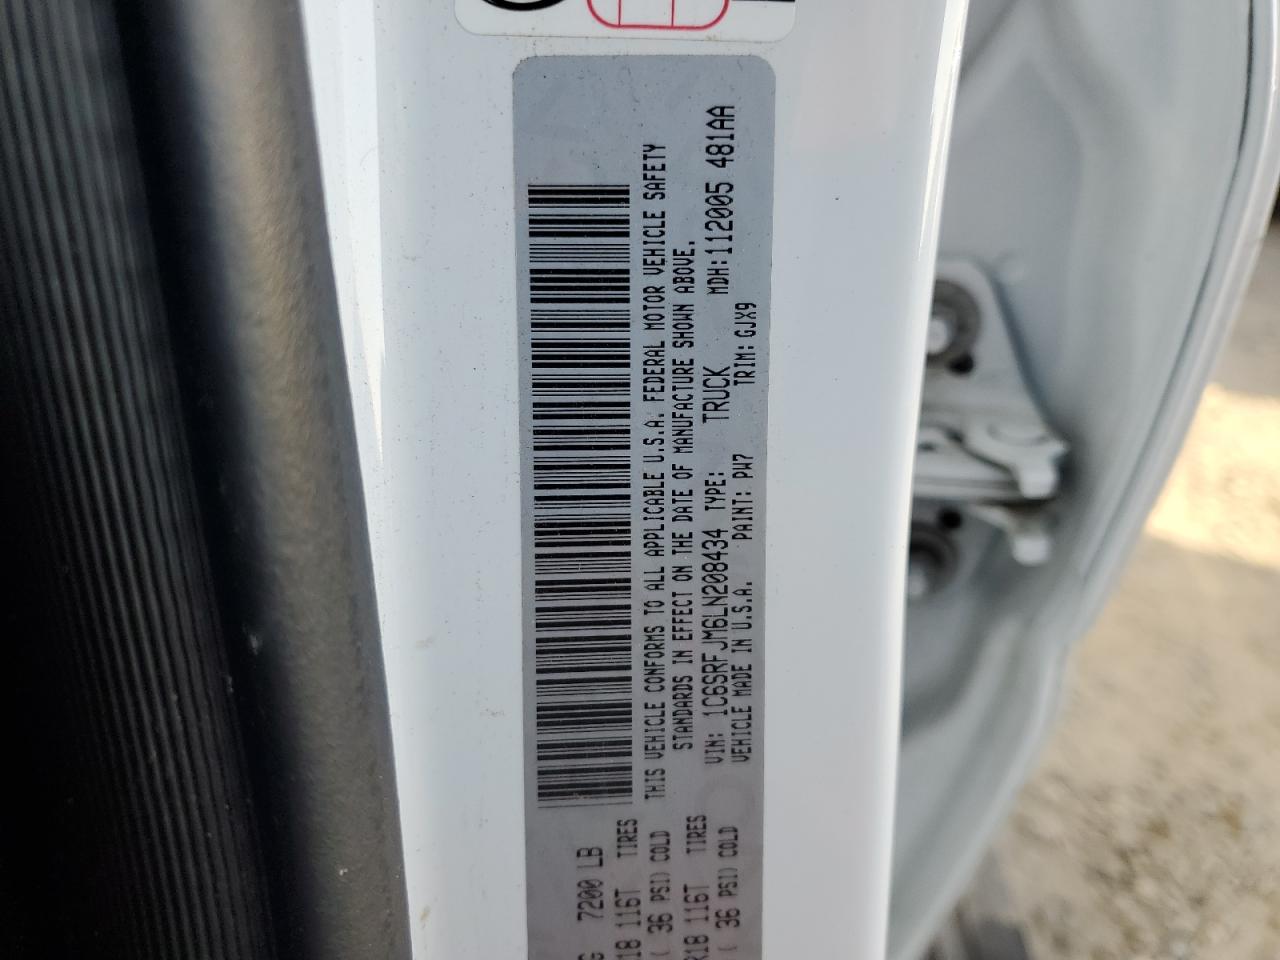 G 7200 LB
18 116T TIRES
( 36 PSI) COLD
R18 116T TIRES
( 36 PSI) COLD
THIS VEHICLE CONFORMS TO ALL APPLICABLE U.S.A. FEDERAL MOTOR VEHICLE SAFETY
STANDARDS IN EFFECT ON THE DATE OF MANUFACTURE SHOWN ABOVE.
VIN: 1C6SRFJM6LN208434 TYPE: TRUCK MDH:112005 481AA
VEHICLE MADE IN U.S.A. PAINT: PW7 TRIM: GJX9